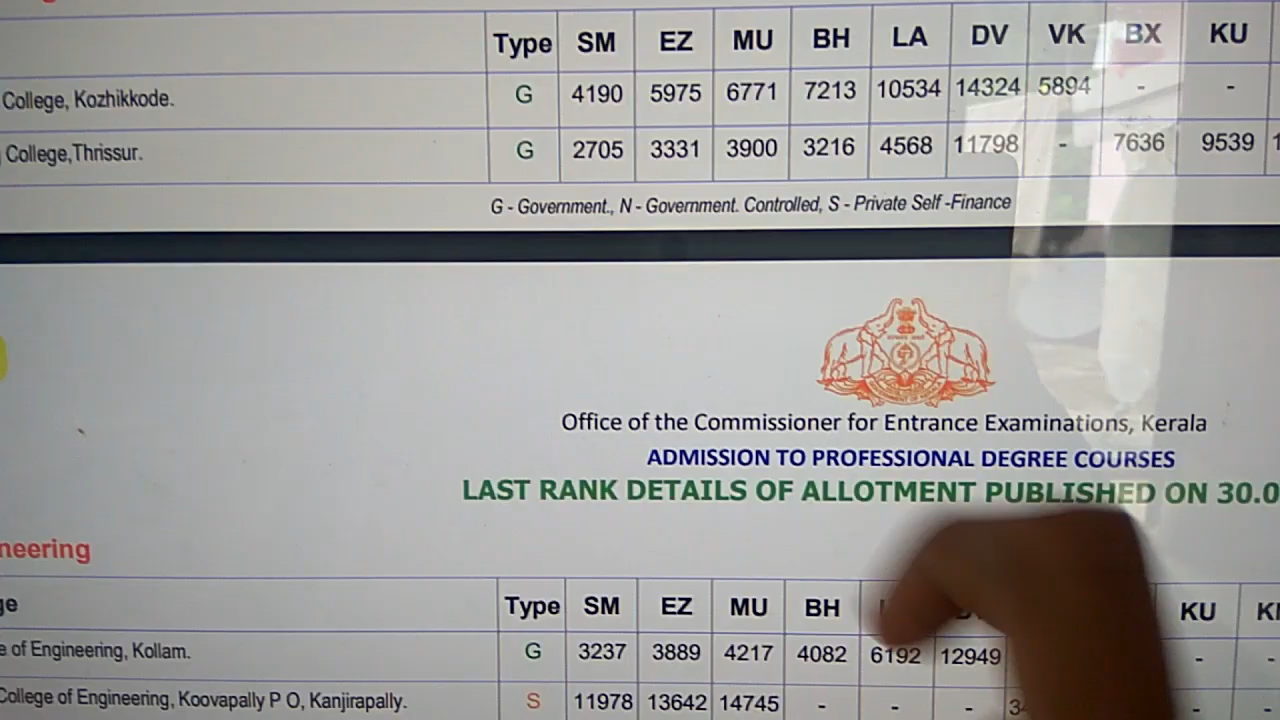 Type SM EZ MU BH LA DV VK BX KU
College, Kozhikkode. G 4190 5975 6771 7213 10534 14324 5894 - -
College,Thrissur. G 2705 3331 3900 3216 4568 11798 - 7636 9539
G - Government., N - Government. Controlled, S - Private Self -Finance
Office of the Commissioner for Entrance Examinations, Kerala
ADMISSION TO PROFESSIONAL DEGREE COURSES
LAST RANK DETAILS OF ALLOTMENT PUBLISHED ON 30.0
neering
ge Type SM EZ MU BH KU
e of Engineering, Kollam. G 3237 3889 4217 4082 6192 12949 - -
College of Engineering, Koovapally P O, Kanjirapally. S 11978 13642 14745 - - - - -